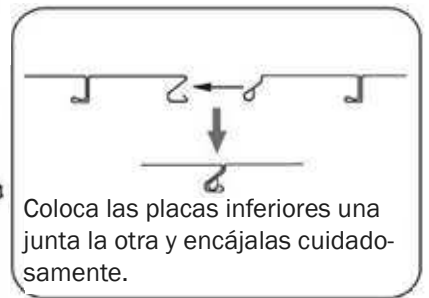 Coloca las placas inferiores una
junta la otra y encájalas cuidado-
samente.